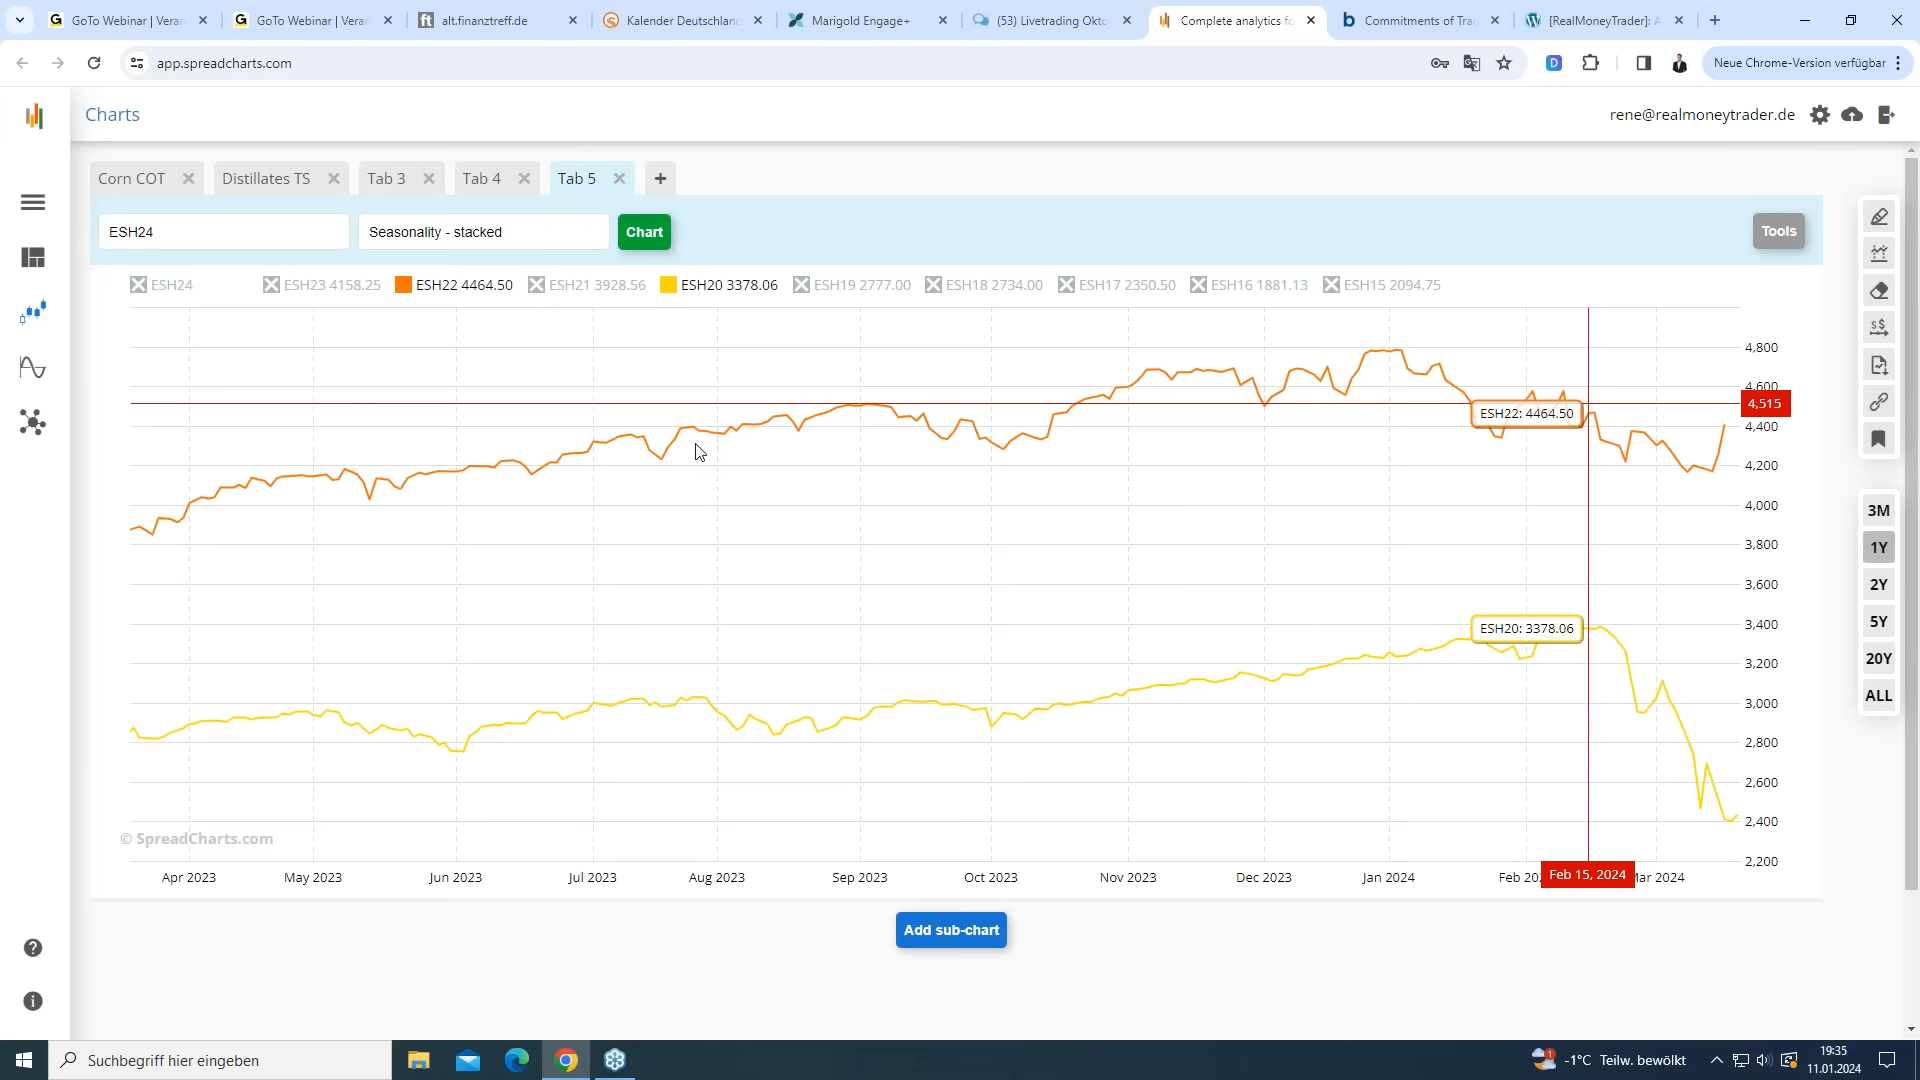 GoTo Webinar | Veran
GoTo Webinar | Veran
alt.finanztreff.de
Kalender Deutschland
Marigold Engage+
(53) Livetrading Okto
Complete analytics fo
Commitments of Tra
[RealMoneyTrader]: A
app.spreadcharts.com
Neue Chrome-Version verfügbar
Charts
rene@realmoneytrader.de
Corn COT
Distillates TS
Tab 3
Tab 4
Tab 5
ESH24
Seasonality - stacked
Chart
Tools
ESH24
ESH23 4158.25
ESH22 4464.50
ESH21 3928.56
ESH20 3378.06
ESH19 2777.00
ESH18 2734.00
ESH17 2350.50
ESH16 1881.13
ESH15 2094.75
4,800
4,600
4,515
4,400
4,200
4,000
3,800
3,600
3,400
3,200
3,000
2,800
2,600
2,400
2,200
ESH22: 4464.50
ESH20: 3378.06
© SpreadCharts.com
Apr 2023
May 2023
Jun 2023
Jul 2023
Aug 2023
Sep 2023
Oct 2023
Nov 2023
Dec 2023
Jan 2024
Feb 20
Feb 15, 2024
Mar 2024
3M
1Y
2Y
5Y
20Y
ALL
Add sub-chart
Suchbegriff hier eingeben
-1°C Teilw. bewölkt
19:35
11.01.2024